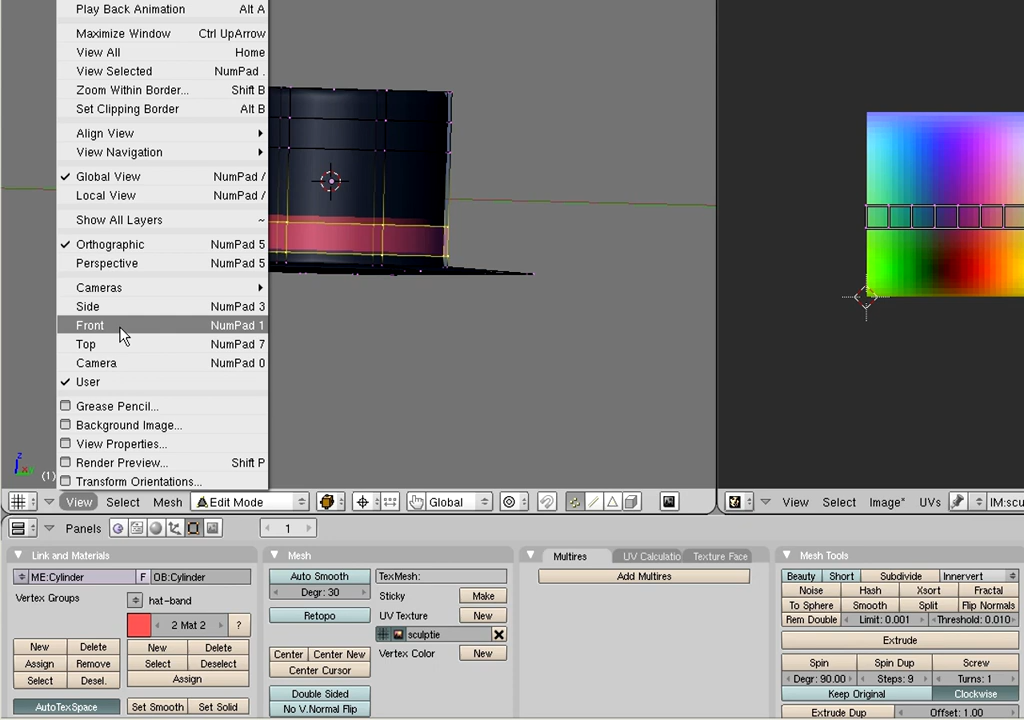 Play Back Animation Alt A
Maximize Window Ctrl UpArrow
View All Home
View Selected NumPad .
Zoom Within Border... Shift B
Set Clipping Border Alt B
Align View
View Navigation
Global View NumPad /
Local View NumPad /
Show All Layers ~
Orthographic NumPad 5
Perspective NumPad 5
Cameras
Side NumPad 3
Front NumPad 1
Top NumPad 7
Camera NumPad 0
User
Grease Pencil...
Background Image...
View Properties...
Render Preview... Shift P
Transform Orientations...
z
x
(1)
View Select Mesh Edit Mode Global View Select Image* UVs IM:scu
Panels 1
Link and Materials Mesh Multires UV Calculatio Texture Face Mesh Tools
ME:Cylinder F OB:Cylinder Auto Smooth TexMesh: Add Multires Beauty Short Subdivide Innervert
Vertex Groups hat-band Degr: 30 Sticky Make Noise Hash Xsort Fractal
To Sphere Smooth Split Flip Normals
2 Mat 2 ? Retopo UV Texture New Rem Double Limit: 0.001 Threshold: 0.010
sculptie Extrude
New Delete New Delete Center Center New Vertex Color New
Assign Remove Select Deselect Center Cursor Spin Spin Dup Screw
Select Desel. Assign Degr: 90.00 Steps: 9 Turns: 1
Double Sided Keep Original Clockwise
AutoTexSpace Set Smooth Set Solid No V.Normal Flip Extrude Dup Offset: 1.00